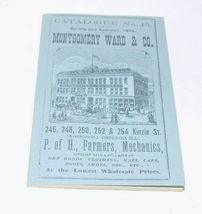 CATALOGUE No. 13.
Spring and Summer, 1875.
MONTGOMERY WARD & CO.
246, 248, 250, 252 & 254 Kinzie St.
CHICAGO, ILL.
P. of H., Farmers, Mechanics,
DRY GOODS, CLOTHING, HATS, CAPS,
BOOTS, SHOES, ETC., ETC.,
At the Lowest Wholesale Prices.